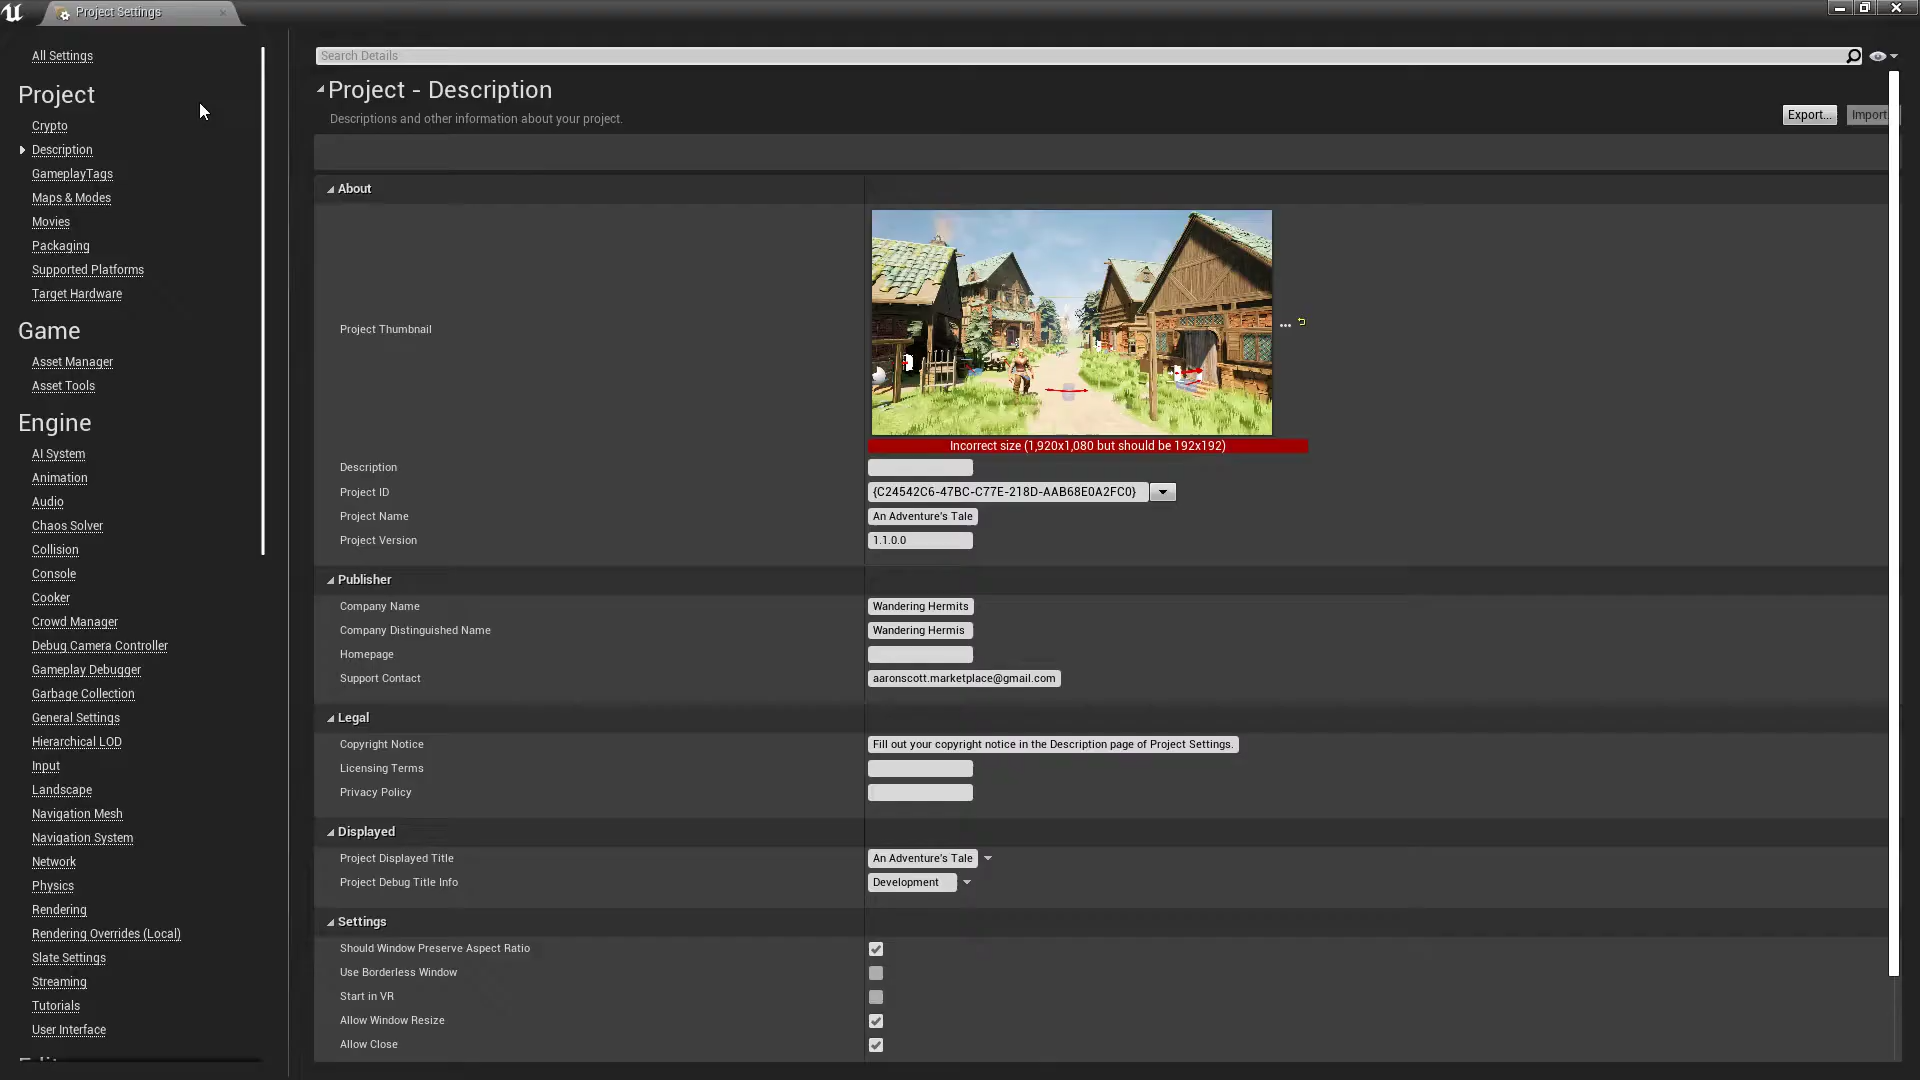 Project Settings
All Settings
Project
Crypto
Description
GameplayTags
Maps & Modes
Movies
Packaging
Supported Platforms
Target Hardware
Game
Asset Manager
Asset Tools
Engine
AI System
Animation
Audio
Chaos Solver
Collision
Console
Cooker
Crowd Manager
Debug Camera Controller
Gameplay Debugger
Garbage Collection
General Settings
Hierarchical LOD
Input
Landscape
Navigation Mesh
Navigation System
Network
Physics
Rendering
Rendering Overrides (Local)
Slate Settings
Streaming
Tutorials
User Interface
Search Details
Project - Description
Descriptions and other information about your project.
Export...
Import
About
Project Thumbnail
Incorrect size (1,920x1,080 but should be 192x192)
Description
Project ID {C24542C6-47BC-C77E-218D-AAB68E0A2FC0}
Project Name An Adventure's Tale
Project Version 1.1.0.0
Publisher
Company Name Wandering Hermits
Company Distinguished Name Wandering Hermis
Homepage
Support Contact aaronscott.marketplace@gmail.com
Legal
Copyright Notice Fill out your copyright notice in the Description page of Project Settings.
Licensing Terms
Privacy Policy
Displayed
Project Displayed Title An Adventure's Tale
Project Debug Title Info Development
Settings
Should Window Preserve Aspect Ratio
Use Borderless Window
Start in VR
Allow Window Resize
Allow Close